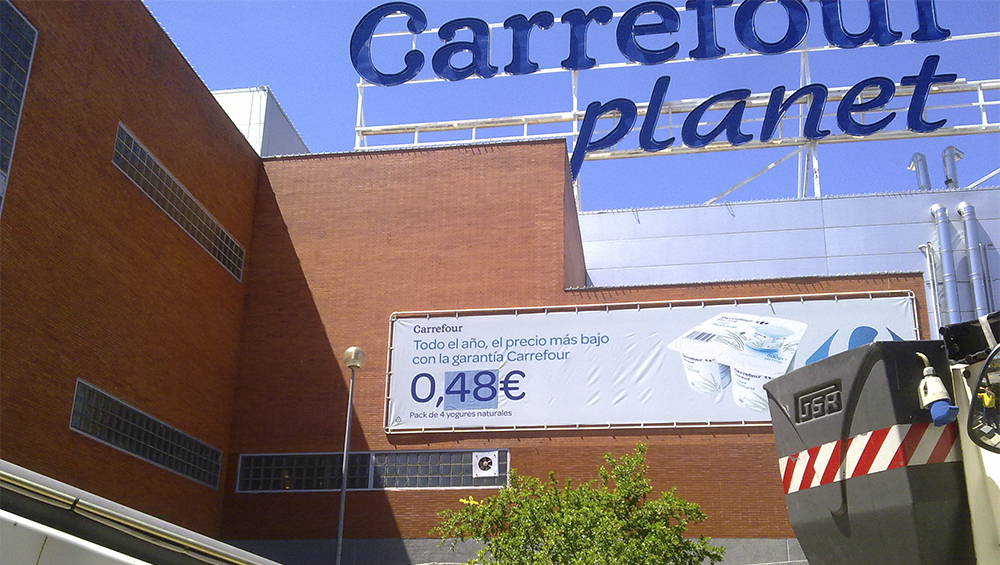 Carrefour
planet
Carrefour
Todo el año, el precio más bajo
con la garantía Carrefour
0,48€
Pack de 4 yogures naturales
Carrefour
GSR